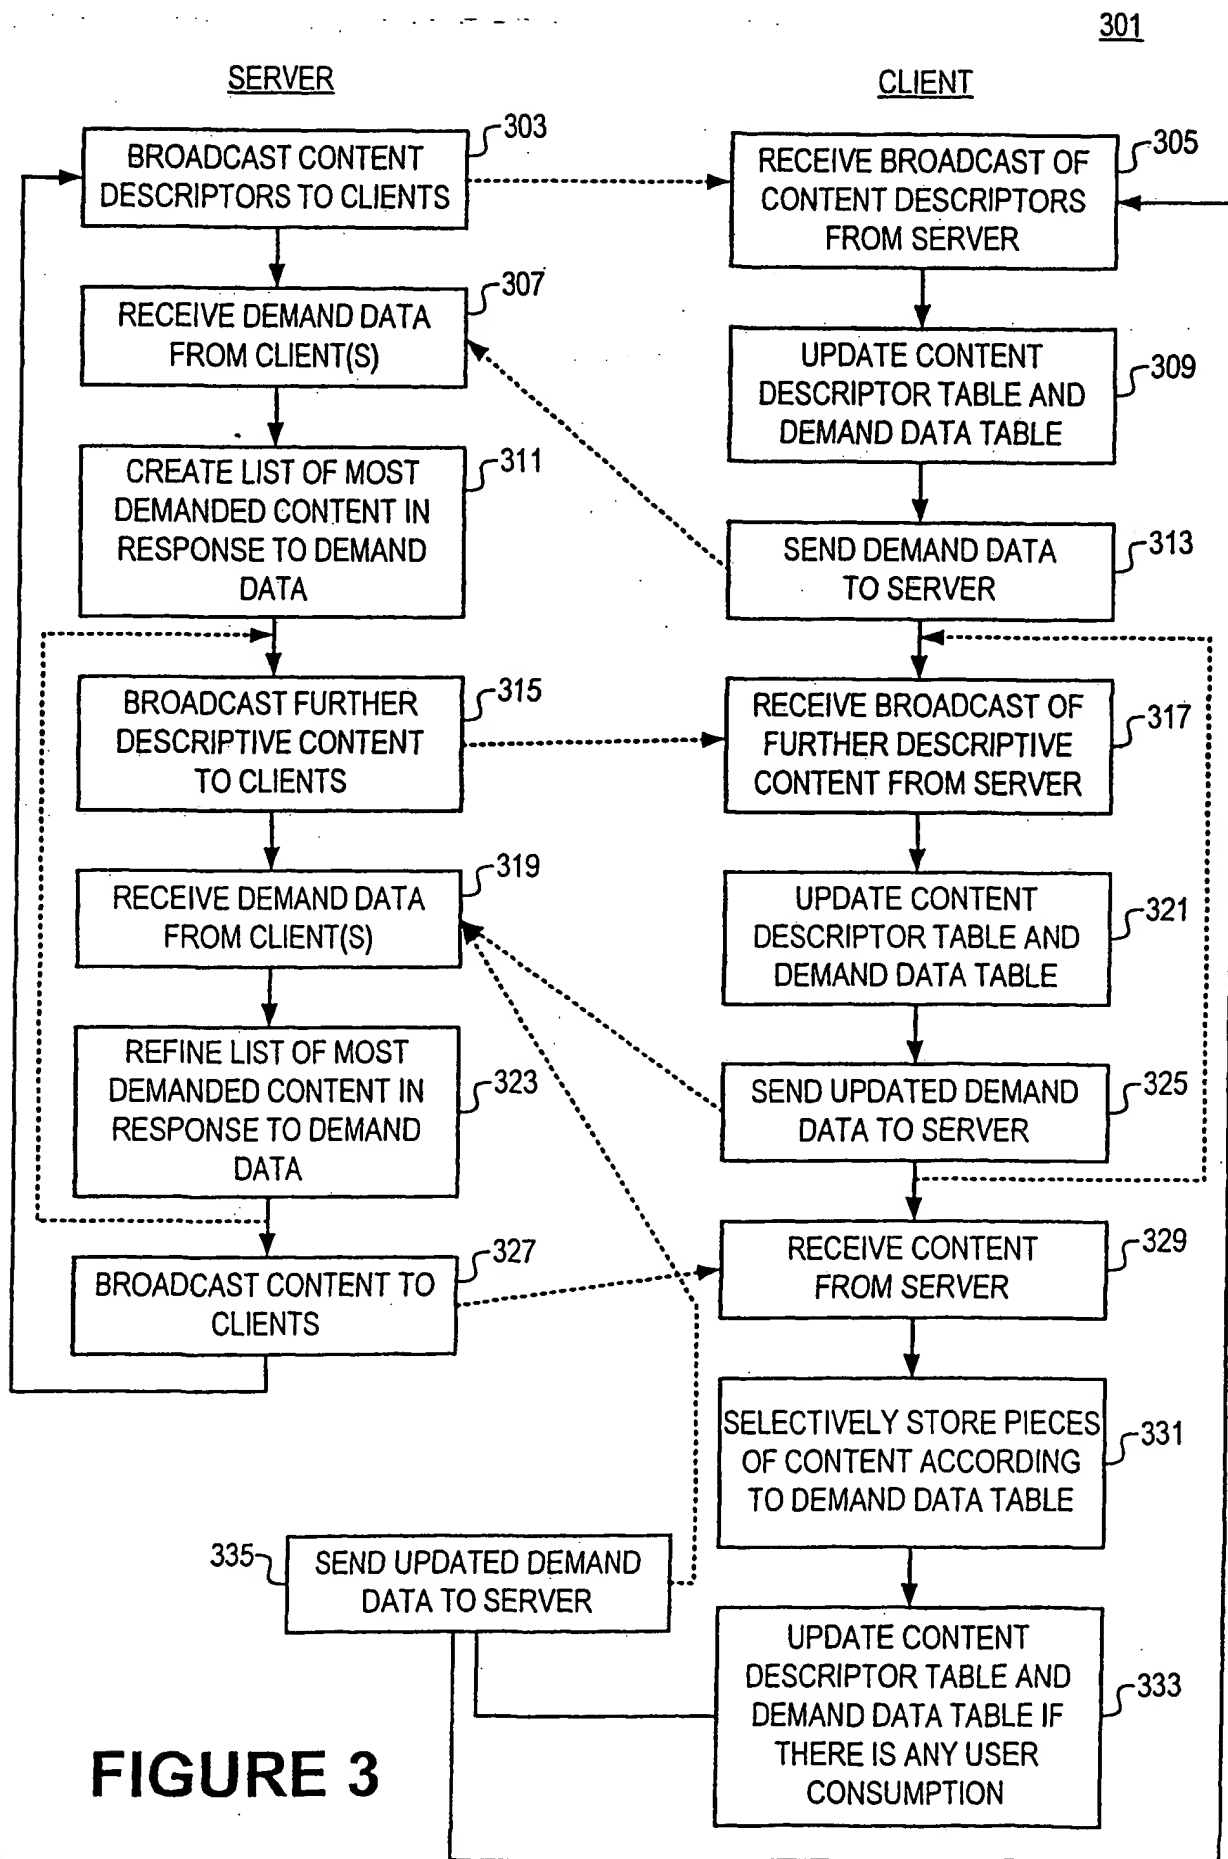 301
SERVER
CLIENT
BROADCAST CONTENT
DESCRIPTORS TO CLIENTS
303
RECEIVE BROADCAST OF
CONTENT DESCRIPTORS
FROM SERVER
305
RECEIVE DEMAND DATA
FROM CLIENT(S)
307
UPDATE CONTENT
DESCRIPTOR TABLE AND
DEMAND DATA TABLE
309
CREATE LIST OF MOST
DEMANDED CONTENT IN
RESPONSE TO DEMAND
DATA
311
SEND DEMAND DATA
TO SERVER
313
BROADCAST FURTHER
DESCRIPTIVE CONTENT
TO CLIENTS
315
RECEIVE BROADCAST OF
FURTHER DESCRIPTIVE
CONTENT FROM SERVER
317
RECEIVE DEMAND DATA
FROM CLIENT(S)
319
UPDATE CONTENT
DESCRIPTOR TABLE AND
DEMAND DATA TABLE
321
REFINE LIST OF MOST
DEMANDED CONTENT IN
RESPONSE TO DEMAND
DATA
323
SEND UPDATED DEMAND
DATA TO SERVER
325
BROADCAST CONTENT TO
CLIENTS
327
RECEIVE CONTENT
FROM SERVER
329
SELECTIVELY STORE PIECES
OF CONTENT ACCORDING
TO DEMAND DATA TABLE
331
335
SEND UPDATED DEMAND
DATA TO SERVER
UPDATE CONTENT
DESCRIPTOR TABLE AND
DEMAND DATA TABLE IF
THERE IS ANY USER
CONSUMPTION
333
FIGURE 3